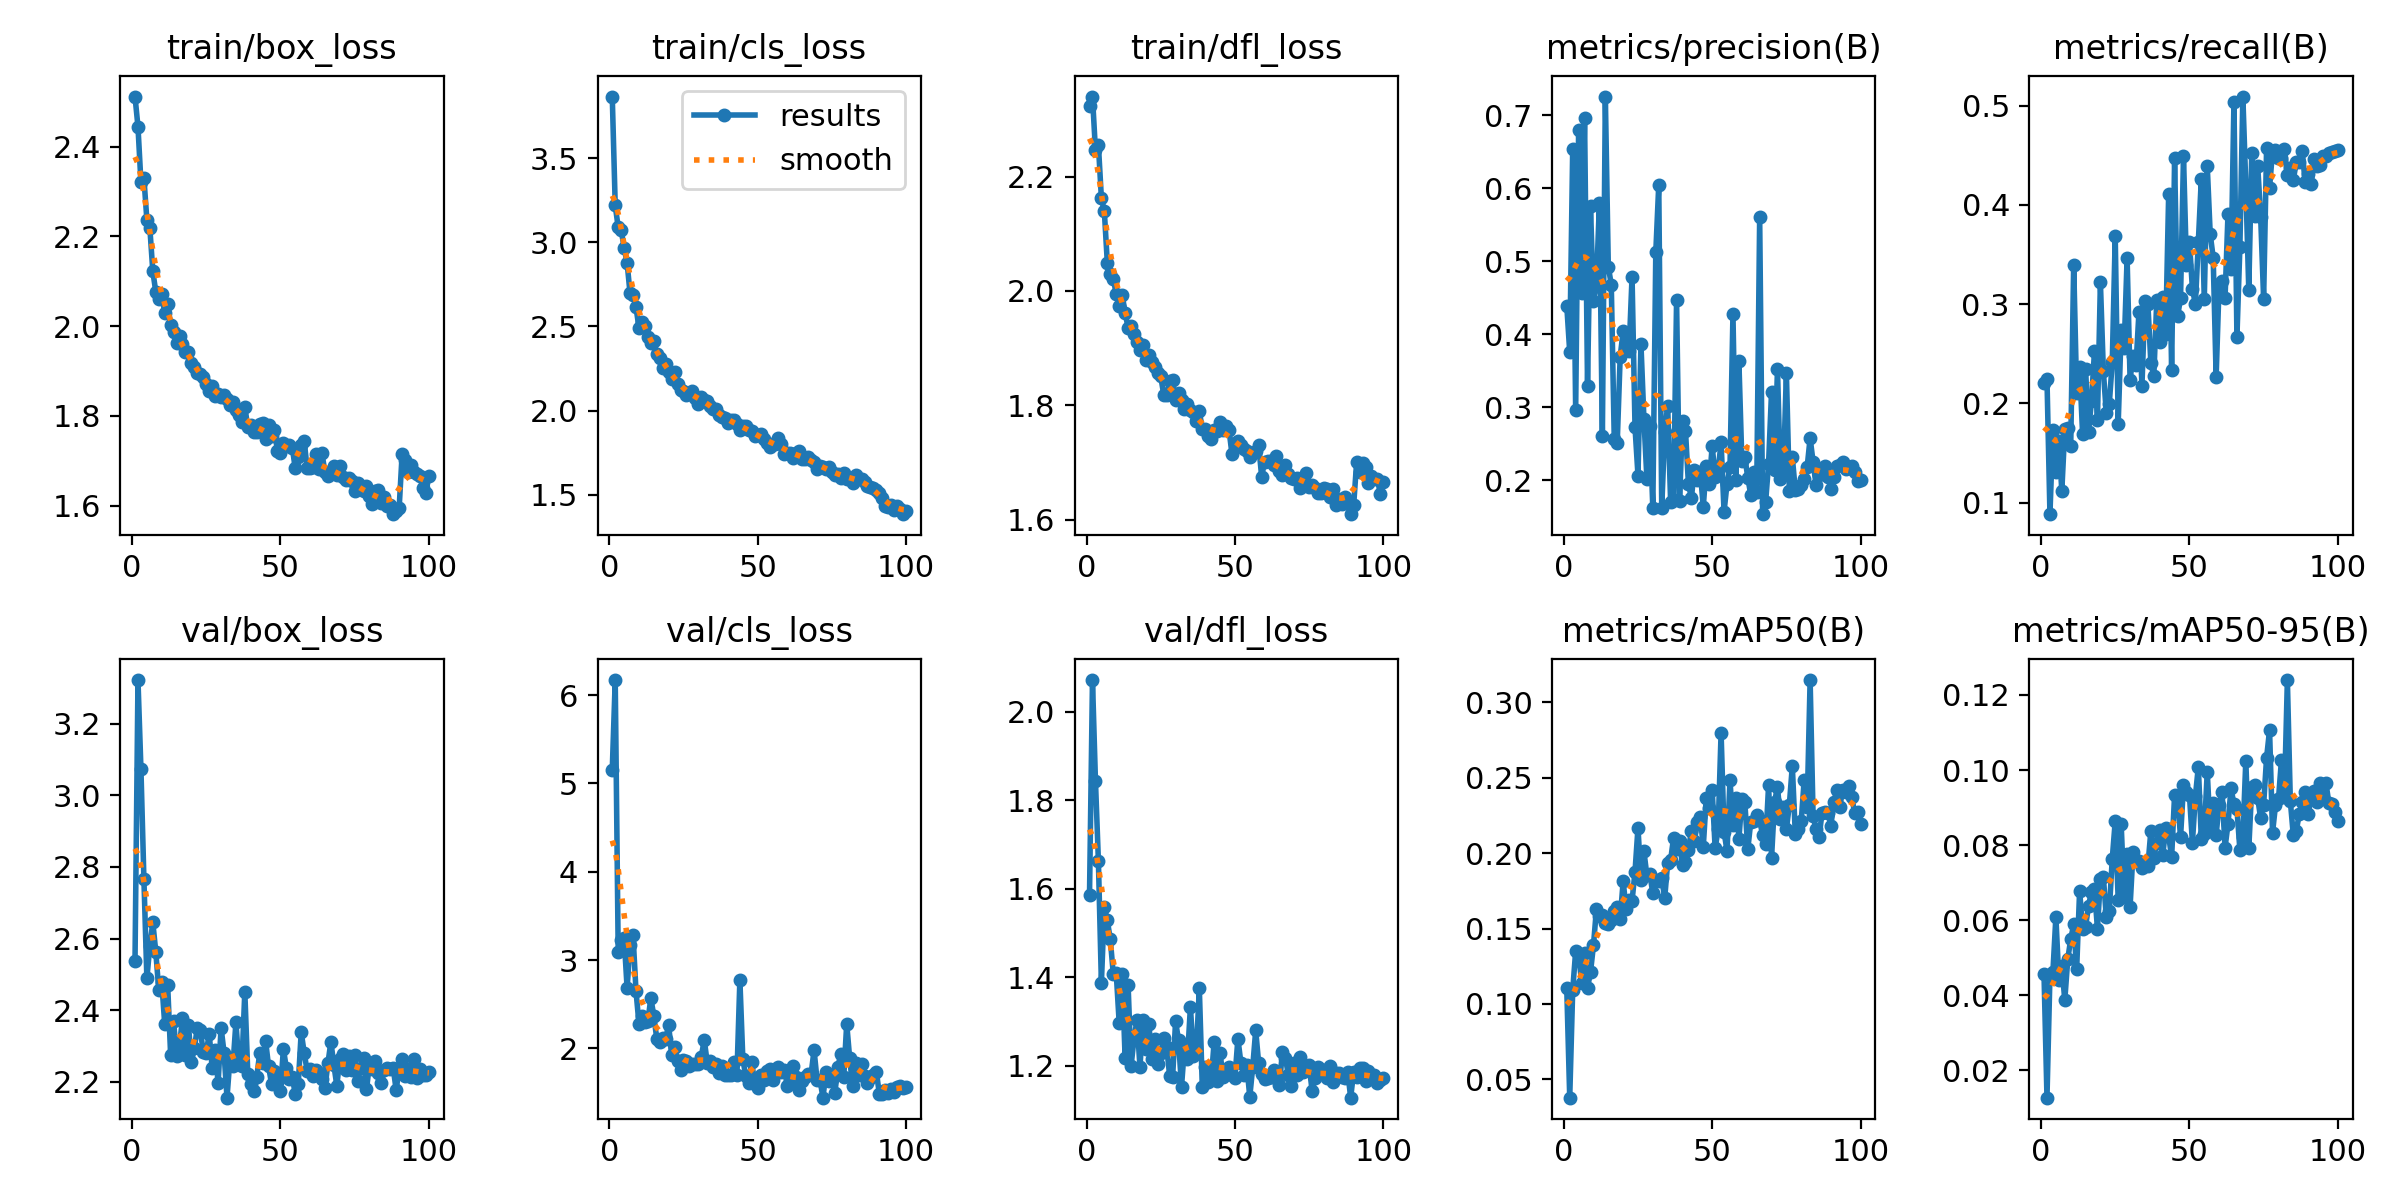 train/box_loss
2.4
2.2
2.0
1.8
1.6
0 50 100
train/cls_loss
results
smooth
3.5
3.0
2.5
2.0
1.5
0 50 100
train/dfl_loss
2.2
2.0
1.8
1.6
0 50 100
metrics/precision(B)
0.7
0.6
0.5
0.4
0.3
0.2
0 50 100
metrics/recall(B)
0.5
0.4
0.3
0.2
0.1
0 50 100
val/box_loss
3.2
3.0
2.8
2.6
2.4
2.2
0 50 100
val/cls_loss
6
5
4
3
2
0 50 100
val/dfl_loss
2.0
1.8
1.6
1.4
1.2
0 50 100
metrics/mAP50(B)
0.30
0.25
0.20
0.15
0.10
0.05
0 50 100
metrics/mAP50-95(B)
0.12
0.10
0.08
0.06
0.04
0.02
0 50 100